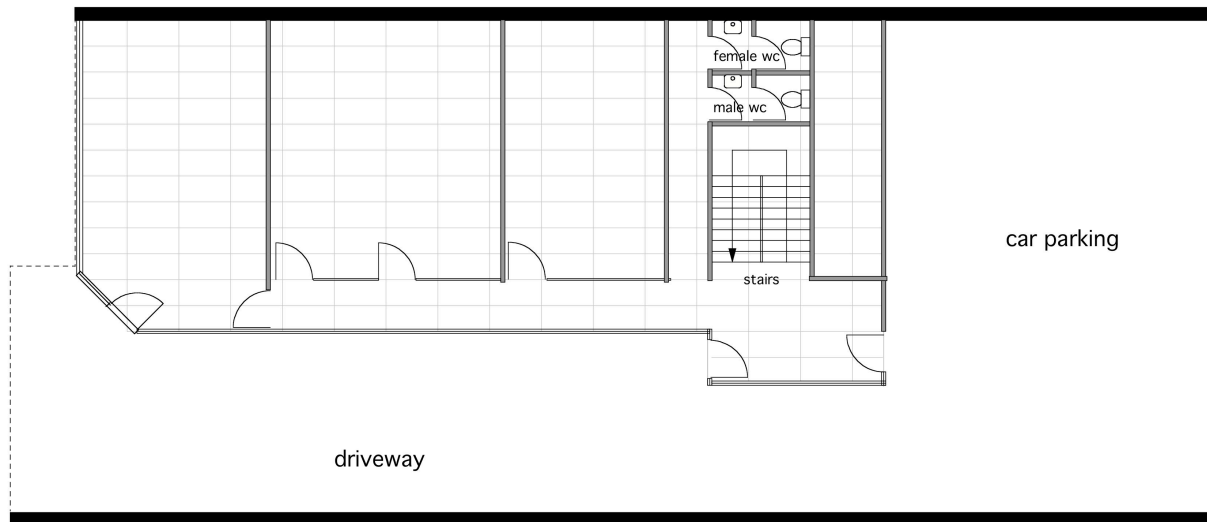 female wc
male wc
car parking
stairs
driveway